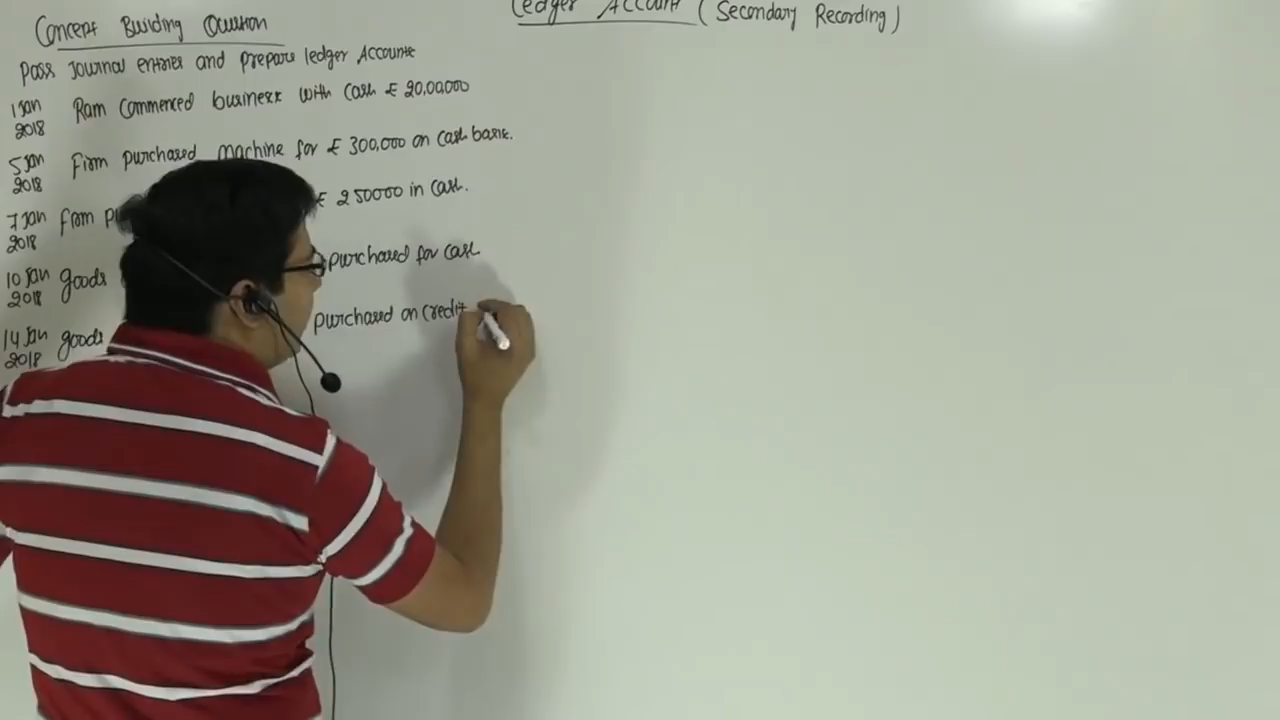 Concept Building Question
Ledger Account (Secondary Recording)
Pass Journal entries and prepare ledger Accounts
1 Jan 2018 Ram Commenced business with Cash ₹ 20,00,000
5 Jan 2018 Firm purchased machine for ₹ 300,000 on cash basis.
7 Jan 2018 firm ₹ 250000 in cash.
10 Jan 2018 goods purchased for cash
14 Jan 2018 goods purchased on credit